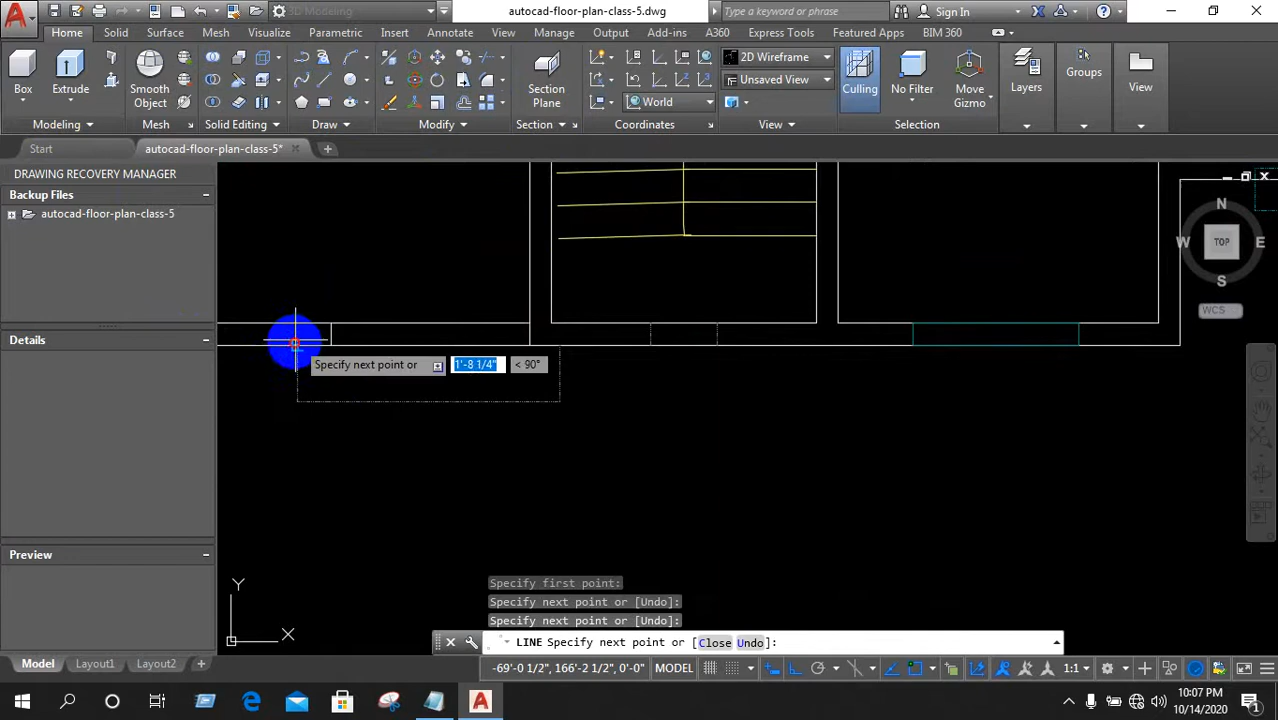 3D Modeling
autocad-floor-plan-class-5.dwg
Type a keyword or phrase
Sign In
Home
Solid
Surface
Mesh
Visualize
Parametric
Insert
Annotate
View
Manage
Output
Add-ins
A360
Express Tools
Featured Apps
BIM 360
Box
Extrude
Smooth Object
Section Plane
2D Wireframe
Unsaved View
World
Culling
No Filter
Move Gizmo
Layers
Groups
View
Modeling
Mesh
Solid Editing
Draw
Modify
Section
Coordinates
View
Selection
Start
autocad-floor-plan-class-5*
DRAWING RECOVERY MANAGER
Backup Files
autocad-floor-plan-class-5
Details
Preview
N
W
TOP
E
S
WCS
Specify next point or
1'-8 1/4"
< 90°
Y
X
Specify first point:
Specify next point or [Undo]:
Specify next point or [Undo]:
LINE Specify next point or [Close Undo]:
Model
Layout1
Layout2
-69'-0 1/2", 166'-2 1/2", 0'-0"
MODEL
1:1
10:07 PM
10/14/2020